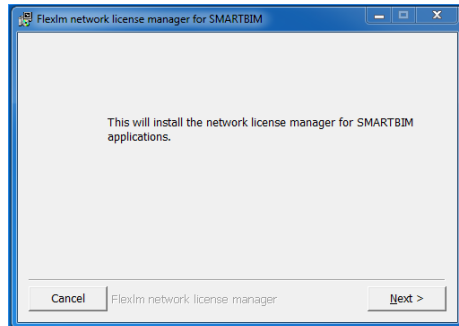 Flexlm network license manager for SMARTBIM
This will install the network license manager for SMARTBIM
applications.
Cancel
Flexlm network license manager
Next >